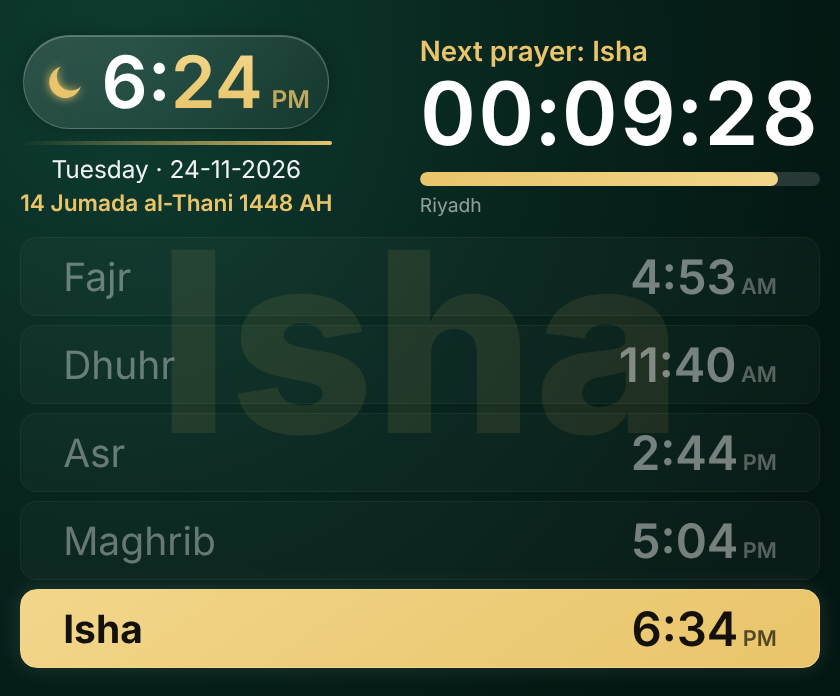 6:24 PM
Tuesday · 24-11-2026
14 Jumada al-Thani 1448 AH
Next prayer: Isha
00:09:28
Riyadh
Isha
Fajr 4:53 AM
Dhuhr 11:40 AM
Asr 2:44 PM
Maghrib 5:04 PM
Isha 6:34 PM